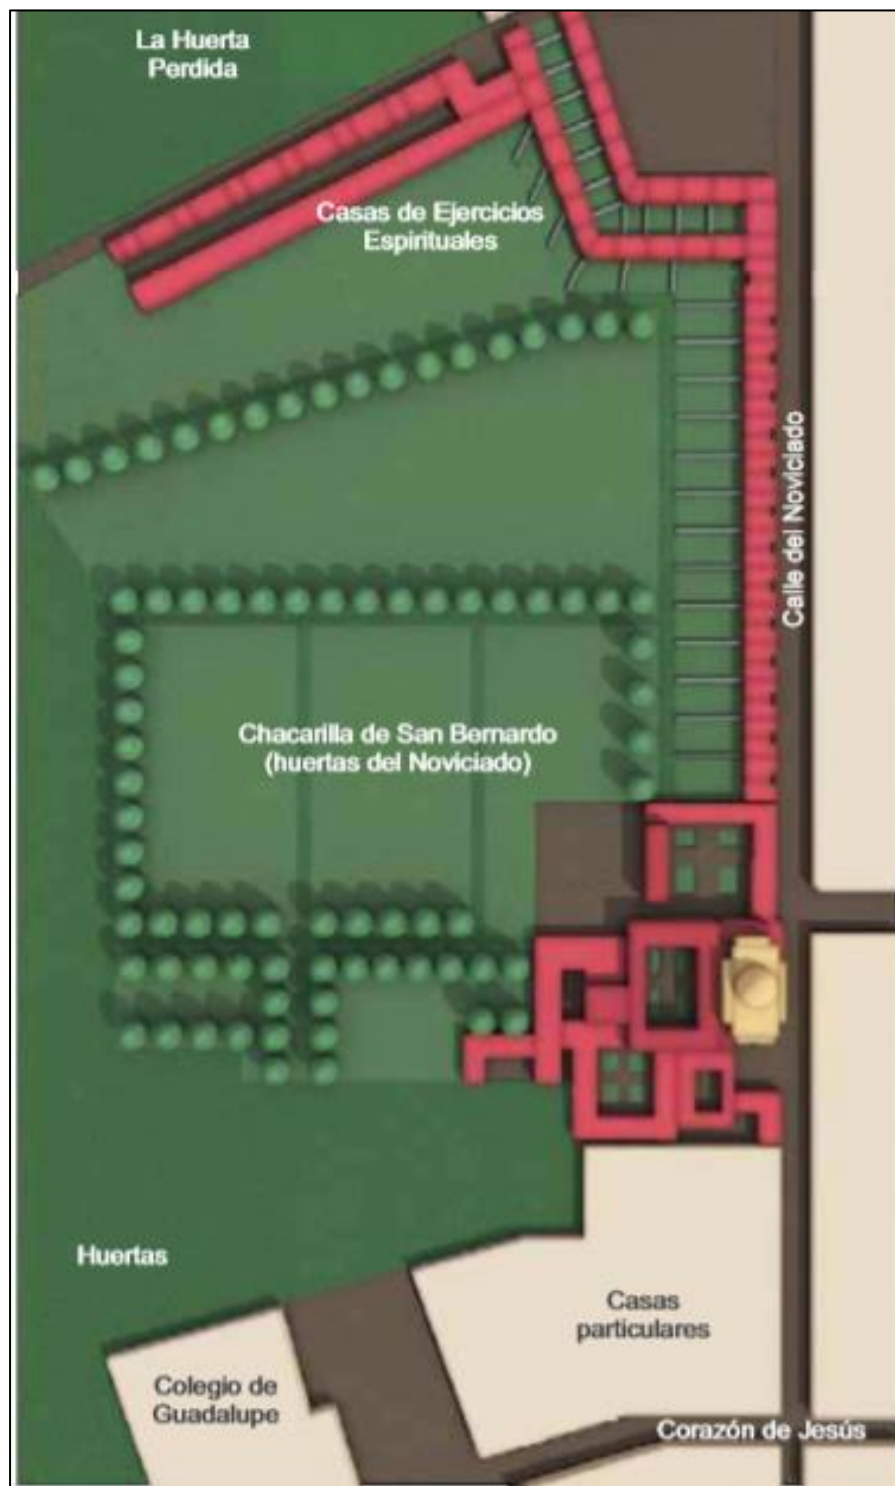 La Huerta
Perdida
Casas de Ejercicios
Espirituales
Calle del Noviciado
Chacarilla de San Bernardo
(huertas del Noviciado)
Huertas
Casas
particulares
Colegio de
Guadalupe
Corazón de Jesús